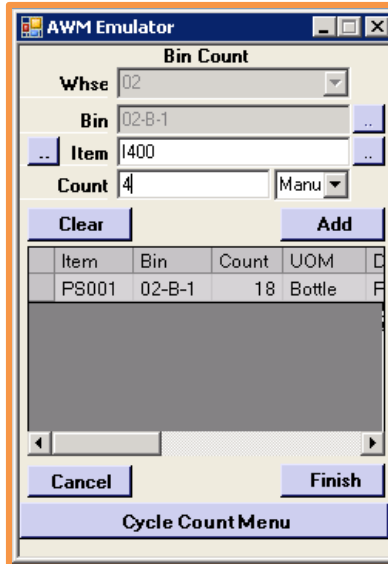 AWM Emulator
Bin Count
Whse 02
Bin 02-B-1 ..
.. Item I400 ..
Count 4 Manu
Clear Add
Item Bin Count UOM D
PS001 02-B-1 18 Bottle F
Cancel Finish
Cycle Count Menu